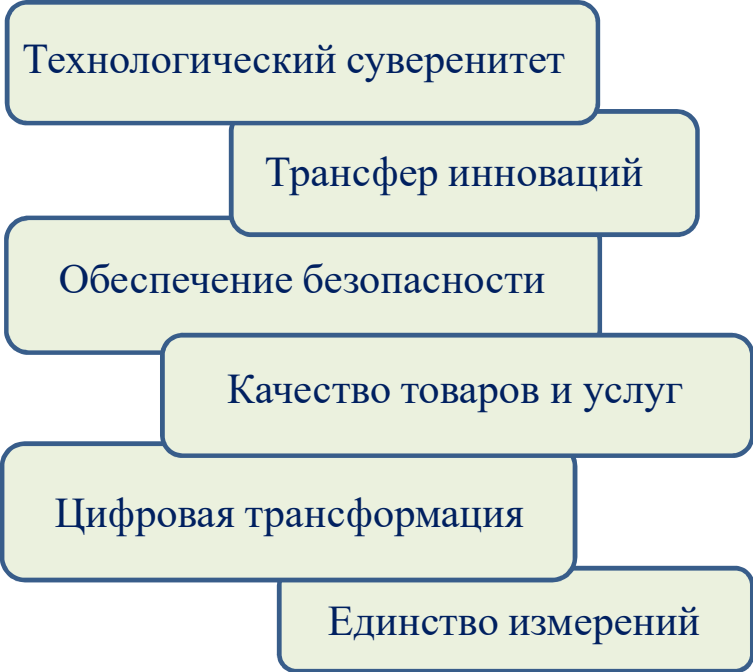 Технологический суверенитет
Трансфер инноваций
Обеспечение безопасности
Качество товаров и услуг
Цифровая трансформация
Единство измерений